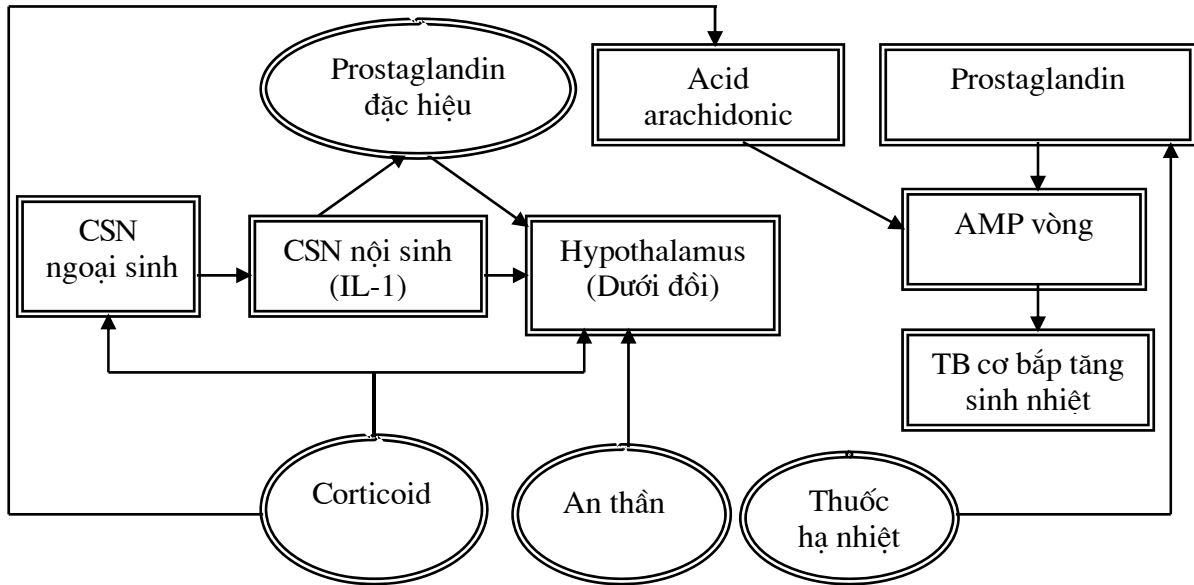 Prostaglandin
đặc hiệu
Acid
arachidonic
Prostaglandin
CSN
ngoại sinh
CSN nội sinh
(IL-1)
Hypothalamus
(Dưới đồi)
AMP vòng
TB cơ bắp tăng
sinh nhiệt
Corticoid
An thần
Thuốc
hạ nhiệt